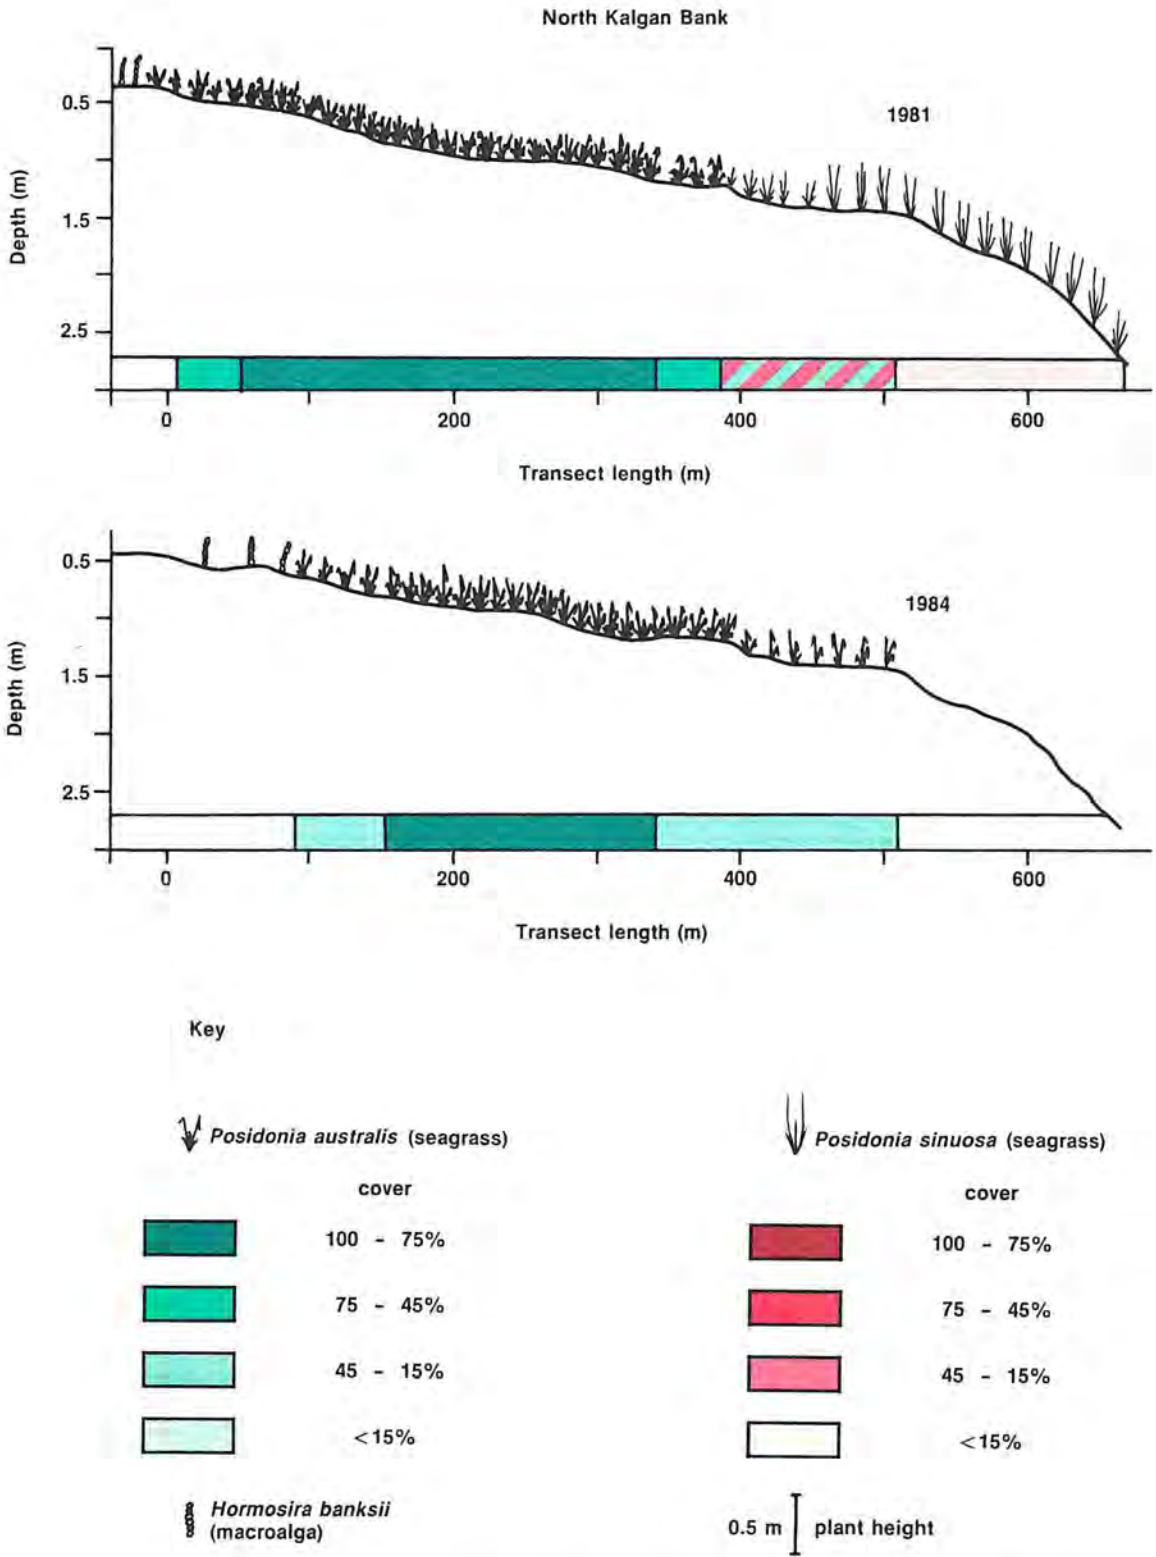 North Kalgan Bank
1981
Depth (m)
0.5
1.5
2.5
0 200 400 600
Transect length (m)
1984
Depth (m)
0.5
1.5
2.5
0 200 400 600
Transect length (m)
Key
Posidonia australis (seagrass)
cover
100 - 75%
75 - 45%
45 - 15%
<15%
Hormosira banksii
(macroalga)
Posidonia sinuosa (seagrass)
cover
100 - 75%
75 - 45%
45 - 15%
<15%
0.5 m plant height